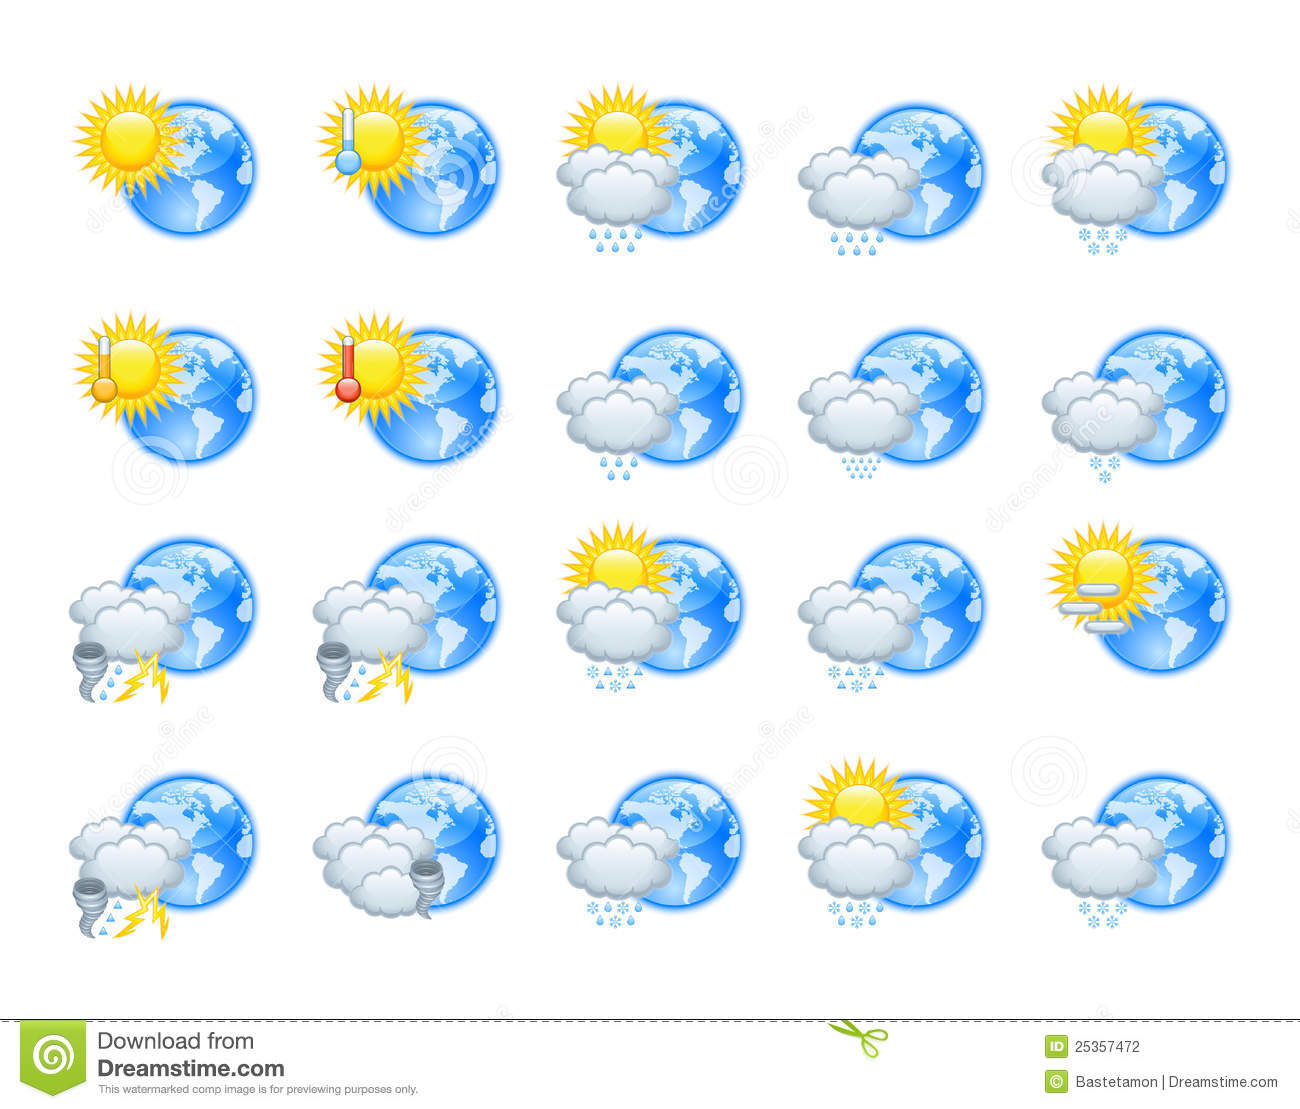 Download from
Dreamstime.com
This watermarked comp image is for previewing purposes only.
ID 25357472
© Bastetamon | Dreamstime.com